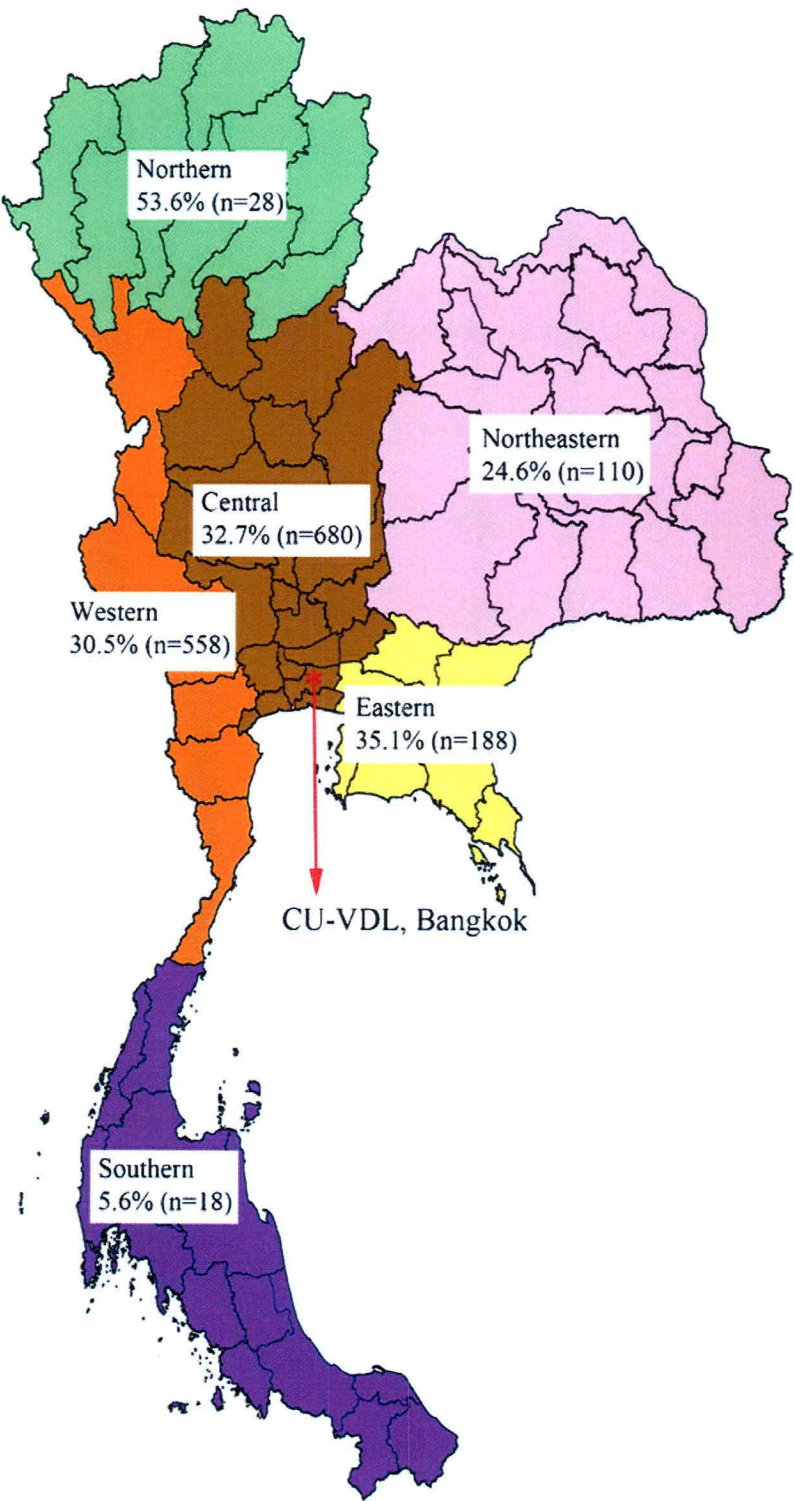 Northern
53.6% (n=28)
Northeastern
24.6% (n=110)
Central
32.7% (n=680)
Western
30.5% (n=558)
*
Eastern
35.1% (n=188)
CU-VDL, Bangkok
Southern
5.6% (n=18)